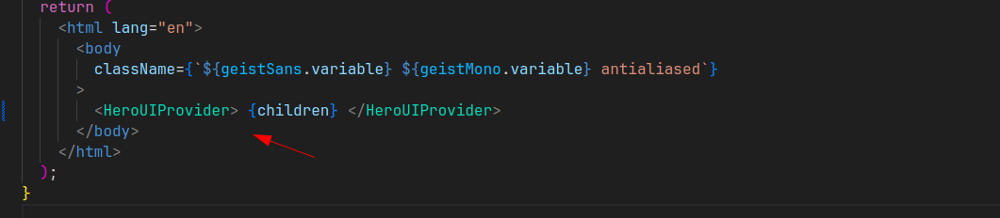 return (
<html lang="en">
<body
className={`${geistSans.variable} ${geistMono.variable} antialiased`}
>
<HeroUIProvider> {children} </HeroUIProvider>
</body>
</html>
);
}